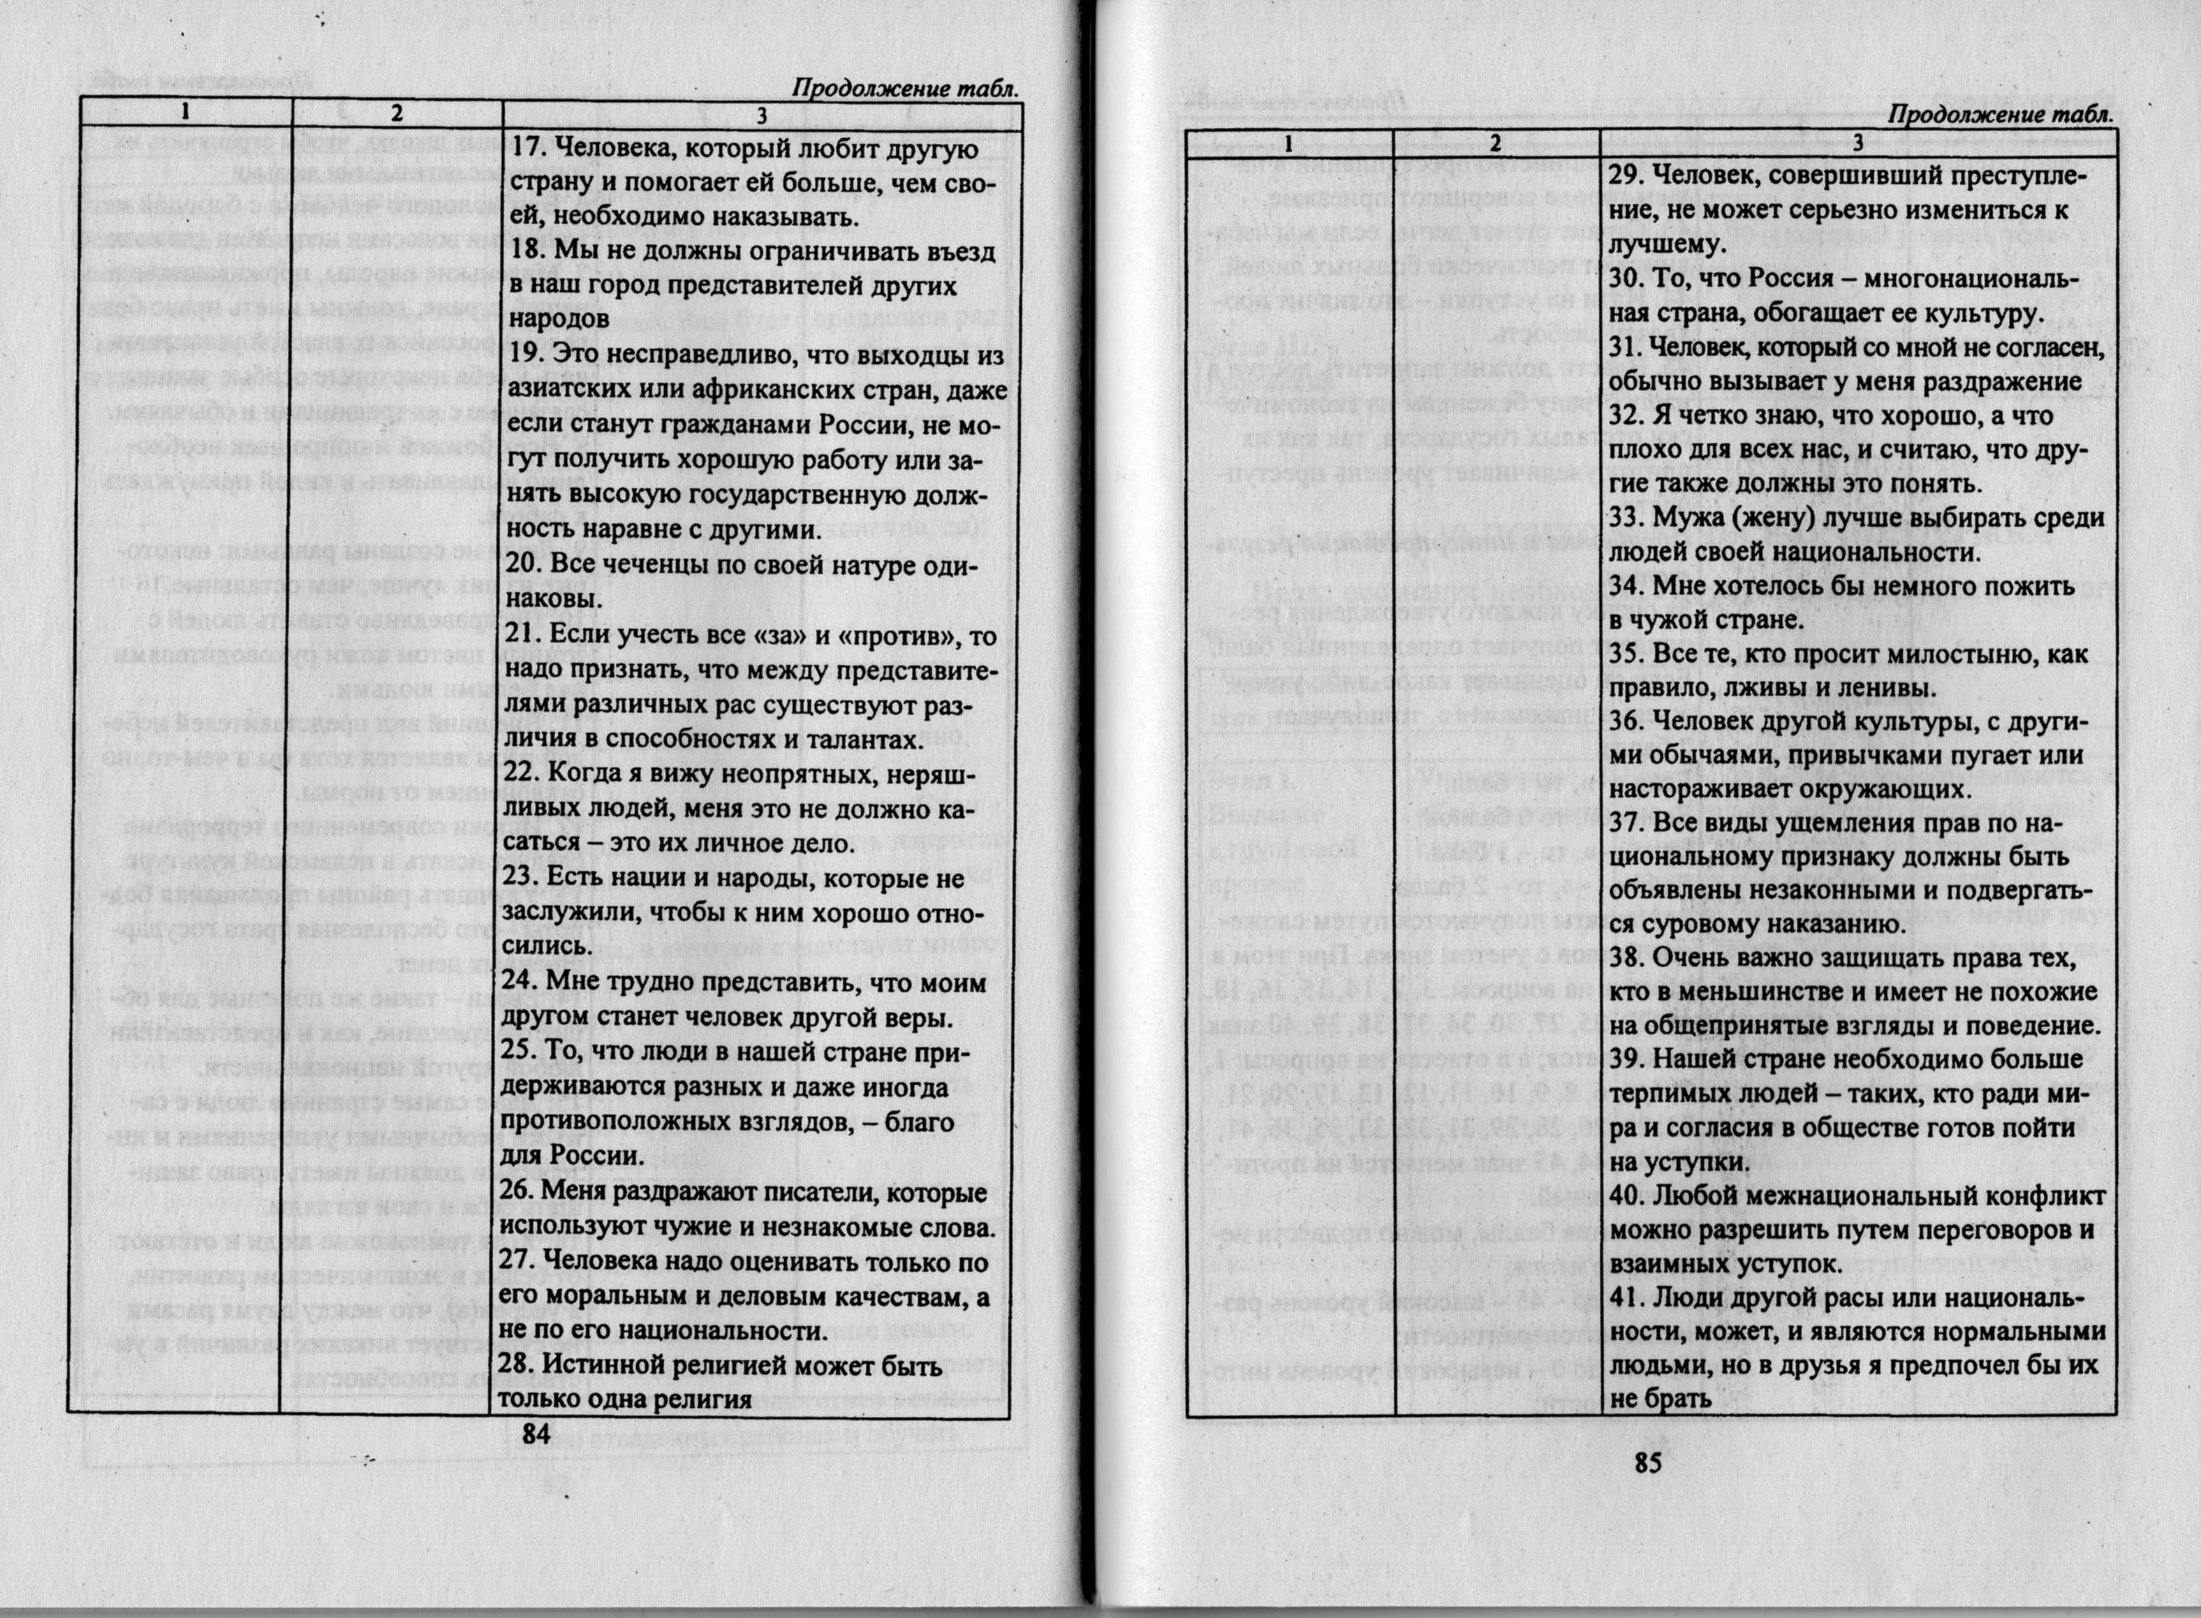 Продолжение табл.
1 2 3
17. Человека, который любит другую
страну и помогает ей больше, чем сво-
ей, необходимо наказывать.
18. Мы не должны ограничивать въезд
в наш город представителей других
народов
19. Это несправедливо, что выходцы из
азиатских или африканских стран, даже
если станут гражданами России, не мо-
гут получить хорошую работу или за-
нять высокую государственную долж-
ность наравне с другими.
20. Все чеченцы по своей натуре оди-
наковы.
21. Если учесть все «за» и «против», то
надо признать, что между представите-
лями различных рас существуют раз-
личия в способностях и талантах.
22. Когда я вижу неопрятных, неряш-
ливых людей, меня это не должно ка-
саться – это их личное дело.
23. Есть нации и народы, которые не
заслужили, чтобы к ним хорошо отно-
сились.
24. Мне трудно представить, что моим
другом станет человек другой веры.
25. То, что люди в нашей стране при-
держиваются разных и даже иногда
противоположных взглядов, – благо
для России.
26. Меня раздражают писатели, которые
используют чужие и незнакомые слова.
27. Человека надо оценивать только по
его моральным и деловым качествам, а
не по его национальности.
28. Истинной религией может быть
только одна религия
84
Продолжение табл.
1 2 3
29. Человек, совершивший преступле-
ние, не может серьезно измениться к
лучшему.
30. То, что Россия – многонациональ-
ная страна, обогащает ее культуру.
31. Человек, который со мной не согласен,
обычно вызывает у меня раздражение
32. Я четко знаю, что хорошо, а что
плохо для всех нас, и считаю, что дру-
гие также должны это понять.
33. Мужа (жену) лучше выбирать среди
людей своей национальности.
34. Мне хотелось бы немного пожить
в чужой стране.
35. Все те, кто просит милостыню, как
правило, лживы и ленивы.
36. Человек другой культуры, с други-
ми обычаями, привычками пугает или
настораживает окружающих.
37. Все виды ущемления прав по на-
циональному признаку должны быть
объявлены незаконными и подвергать-
ся суровому наказанию.
38. Очень важно защищать права тех,
кто в меньшинстве и имеет не похожие
на общепринятые взгляды и поведение.
39. Нашей стране необходимо больше
терпимых людей – таких, кто ради ми-
ра и согласия в обществе готов пойти
на уступки.
40. Любой межнациональный конфликт
можно разрешить путем переговоров и
взаимных уступок.
41. Люди другой расы или националь-
ности, может, и являются нормальными
людьми, но в друзья я предпочел бы их
не брать
85